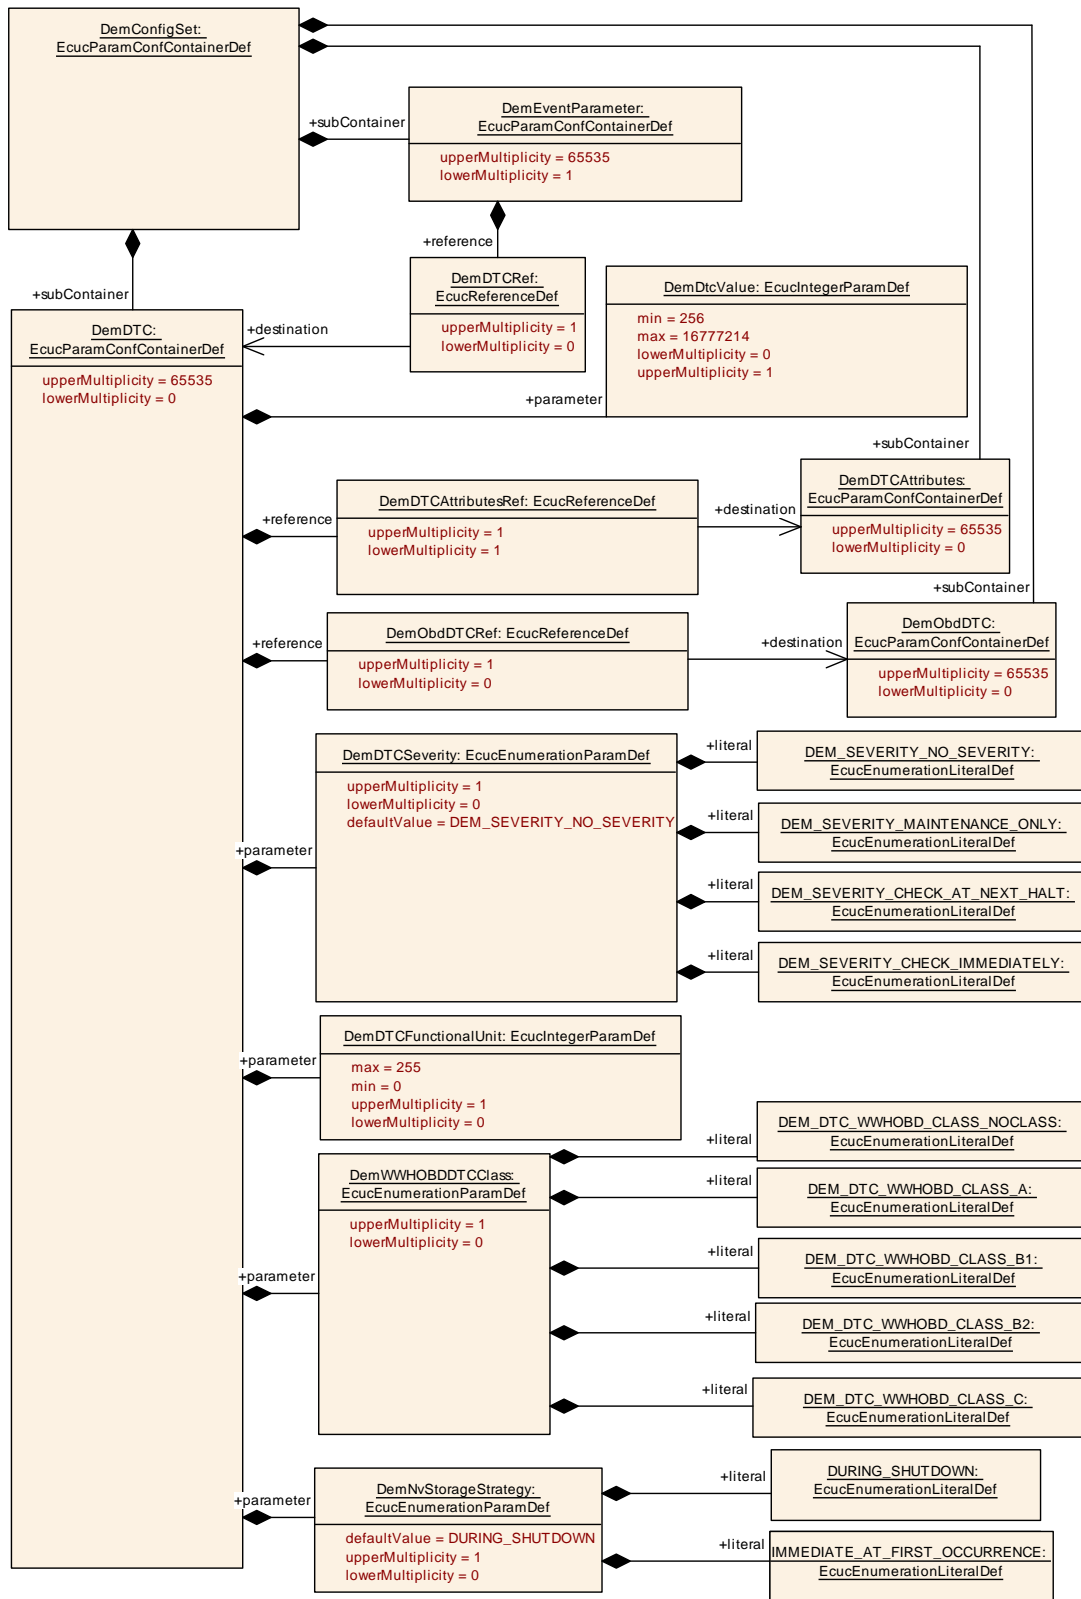 DemConfigSet:
EcucParamConfContainerDef
+subContainer
DemEventParameter:
EcucParamConfContainerDef
upperMultiplicity = 65535
lowerMultiplicity = 1
+reference
DemDTCRef:
EcucReferenceDef
upperMultiplicity = 1
lowerMultiplicity = 0
+subContainer
+destination
DemDtcValue: EcucIntegerParamDef
min = 256
max = 16777214
lowerMultiplicity = 0
upperMultiplicity = 1
DemDTC:
EcucParamConfContainerDef
upperMultiplicity = 65535
lowerMultiplicity = 0
+parameter
+subContainer
DemDTCAttributes:
EcucParamConfContainerDef
upperMultiplicity = 65535
lowerMultiplicity = 0
+reference
DemDTCAttributesRef: EcucReferenceDef
upperMultiplicity = 1
lowerMultiplicity = 1
+destination
+subContainer
DemObdDTC:
EcucParamConfContainerDef
upperMultiplicity = 65535
lowerMultiplicity = 0
+reference
DemObdDTCRef: EcucReferenceDef
upperMultiplicity = 1
lowerMultiplicity = 0
+destination
DemDTCSeverity: EcucEnumerationParamDef
upperMultiplicity = 1
lowerMultiplicity = 0
defaultValue = DEM_SEVERITY_NO_SEVERITY
+parameter
+literal
DEM_SEVERITY_NO_SEVERITY:
EcucEnumerationLiteralDef
+literal
DEM_SEVERITY_MAINTENANCE_ONLY:
EcucEnumerationLiteralDef
+literal
DEM_SEVERITY_CHECK_AT_NEXT_HALT:
EcucEnumerationLiteralDef
+literal
DEM_SEVERITY_CHECK_IMMEDIATELY:
EcucEnumerationLiteralDef
+parameter
DemDTCFunctionalUnit: EcucIntegerParamDef
max = 255
min = 0
upperMultiplicity = 1
lowerMultiplicity = 0
+parameter
DemWWHOBDDTCClass:
EcucEnumerationParamDef
upperMultiplicity = 1
lowerMultiplicity = 0
+literal
DEM_DTC_WWHOBD_CLASS_NOCLASS:
EcucEnumerationLiteralDef
+literal
DEM_DTC_WWHOBD_CLASS_A:
EcucEnumerationLiteralDef
+literal
DEM_DTC_WWHOBD_CLASS_B1:
EcucEnumerationLiteralDef
+literal
DEM_DTC_WWHOBD_CLASS_B2:
EcucEnumerationLiteralDef
+literal
DEM_DTC_WWHOBD_CLASS_C:
EcucEnumerationLiteralDef
+parameter
DemNvStorageStrategy:
EcucEnumerationParamDef
defaultValue = DURING_SHUTDOWN
upperMultiplicity = 1
lowerMultiplicity = 0
+literal
DURING_SHUTDOWN:
EcucEnumerationLiteralDef
+literal
IMMEDIATE_AT_FIRST_OCCURRENCE:
EcucEnumerationLiteralDef